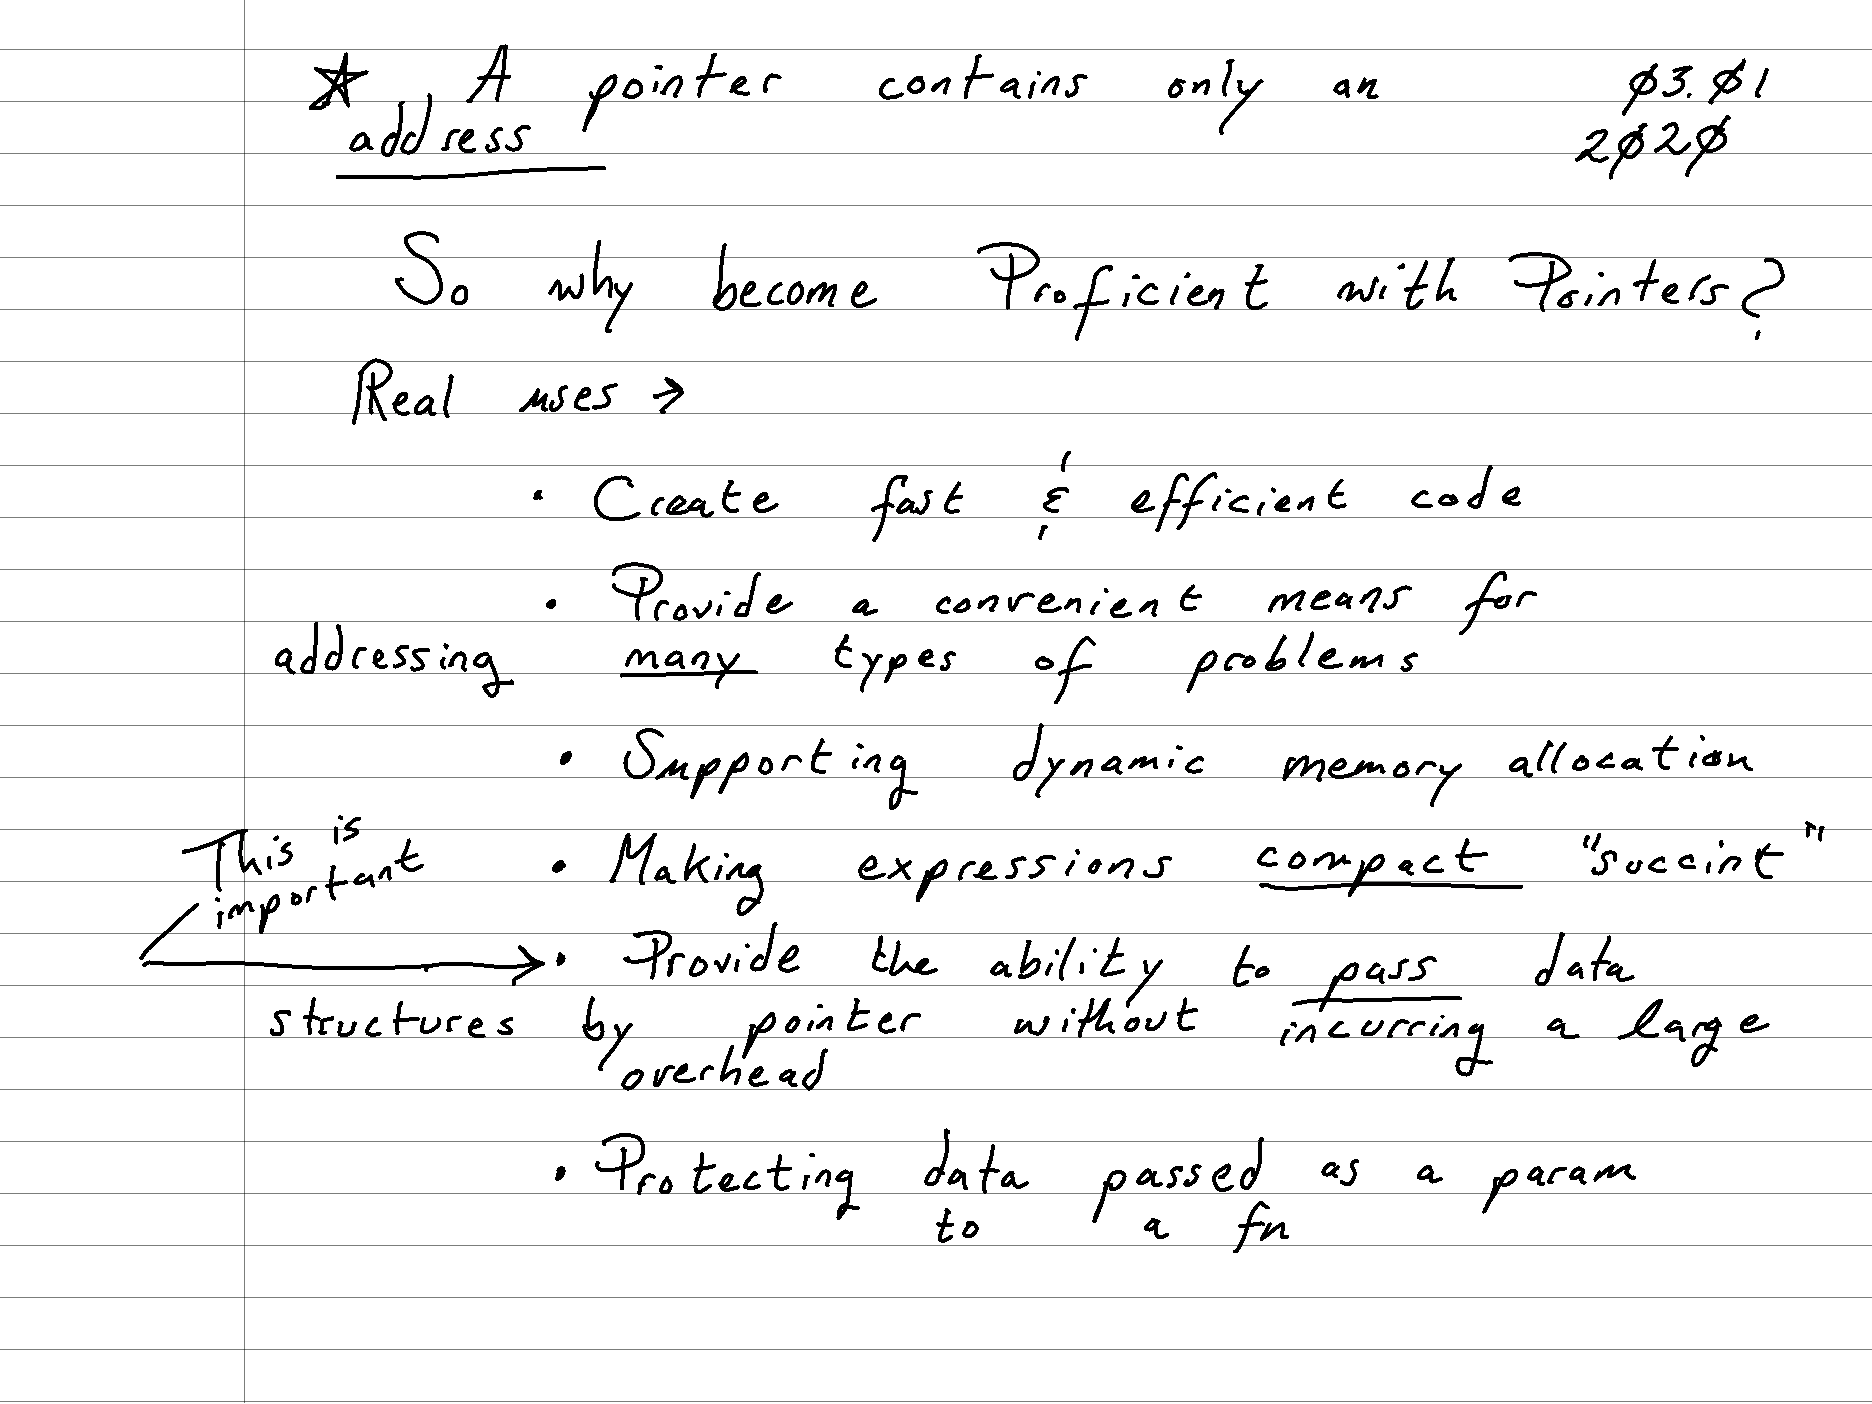 ☆ A pointer contains only an 03.01
address 2020
So why become Proficient with Pointers?
Real uses →
• Create fast & efficient code
• Provide a convenient means for
addressing many types of problems
• Supporting dynamic memory allocation
This is
important
• Making expressions compact "succint"
• Provide the ability to pass data
structures by pointer without incurring a large
overhead
• Protecting data passed as a param
to a fn